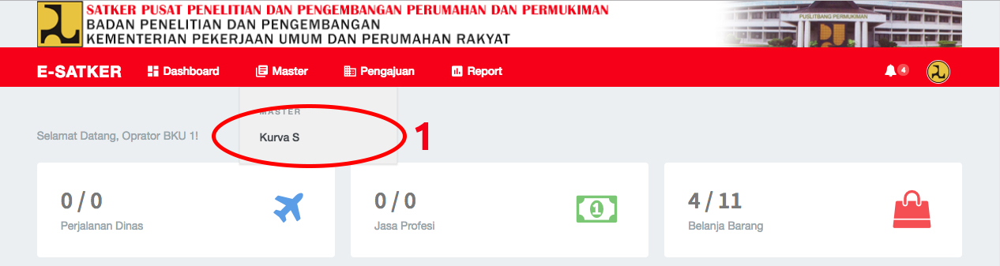 SATKER PUSAT PENELITIAN DAN PENGEMBANGAN PERUMAHAN DAN PERMUKIMAN
BADAN PENELITIAN DAN PENGEMBANGAN
KEMENTERIAN PEKERJAAN UMUM DAN PERUMAHAN RAKYAT
PUSLITBANG PERMUKIMAN
E-SATKER Dashboard Master Pengajuan Report 4
MASTER
Selamat Datang, Oprator BKU 1!
Kurva S
1
0 / 0
Perjalanan Dinas
0 / 0
Jasa Profesi
1
4 / 11
Belanja Barang